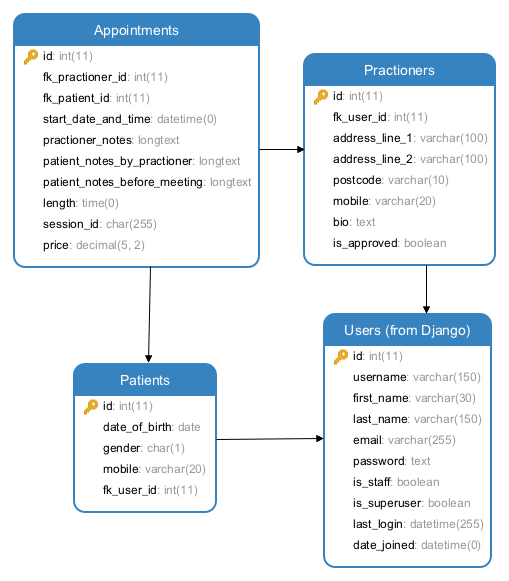 Appointments
id: int(11)
fk_practioner_id: int(11)
fk_patient_id: int(11)
start_date_and_time: datetime(0)
practioner_notes: longtext
patient_notes_by_practioner: longtext
patient_notes_before_meeting: longtext
length: time(0)
session_id: char(255)
price: decimal(5, 2)
Practioners
id: int(11)
fk_user_id: int(11)
address_line_1: varchar(100)
address_line_2: varchar(100)
postcode: varchar(10)
mobile: varchar(20)
bio: text
is_approved: boolean
Patients
id: int(11)
date_of_birth: date
gender: char(1)
mobile: varchar(20)
fk_user_id: int(11)
Users (from Django)
id: int(11)
username: varchar(150)
first_name: varchar(30)
last_name: varchar(150)
email: varchar(255)
password: text
is_staff: boolean
is_superuser: boolean
last_login: datetime(255)
date_joined: datetime(0)